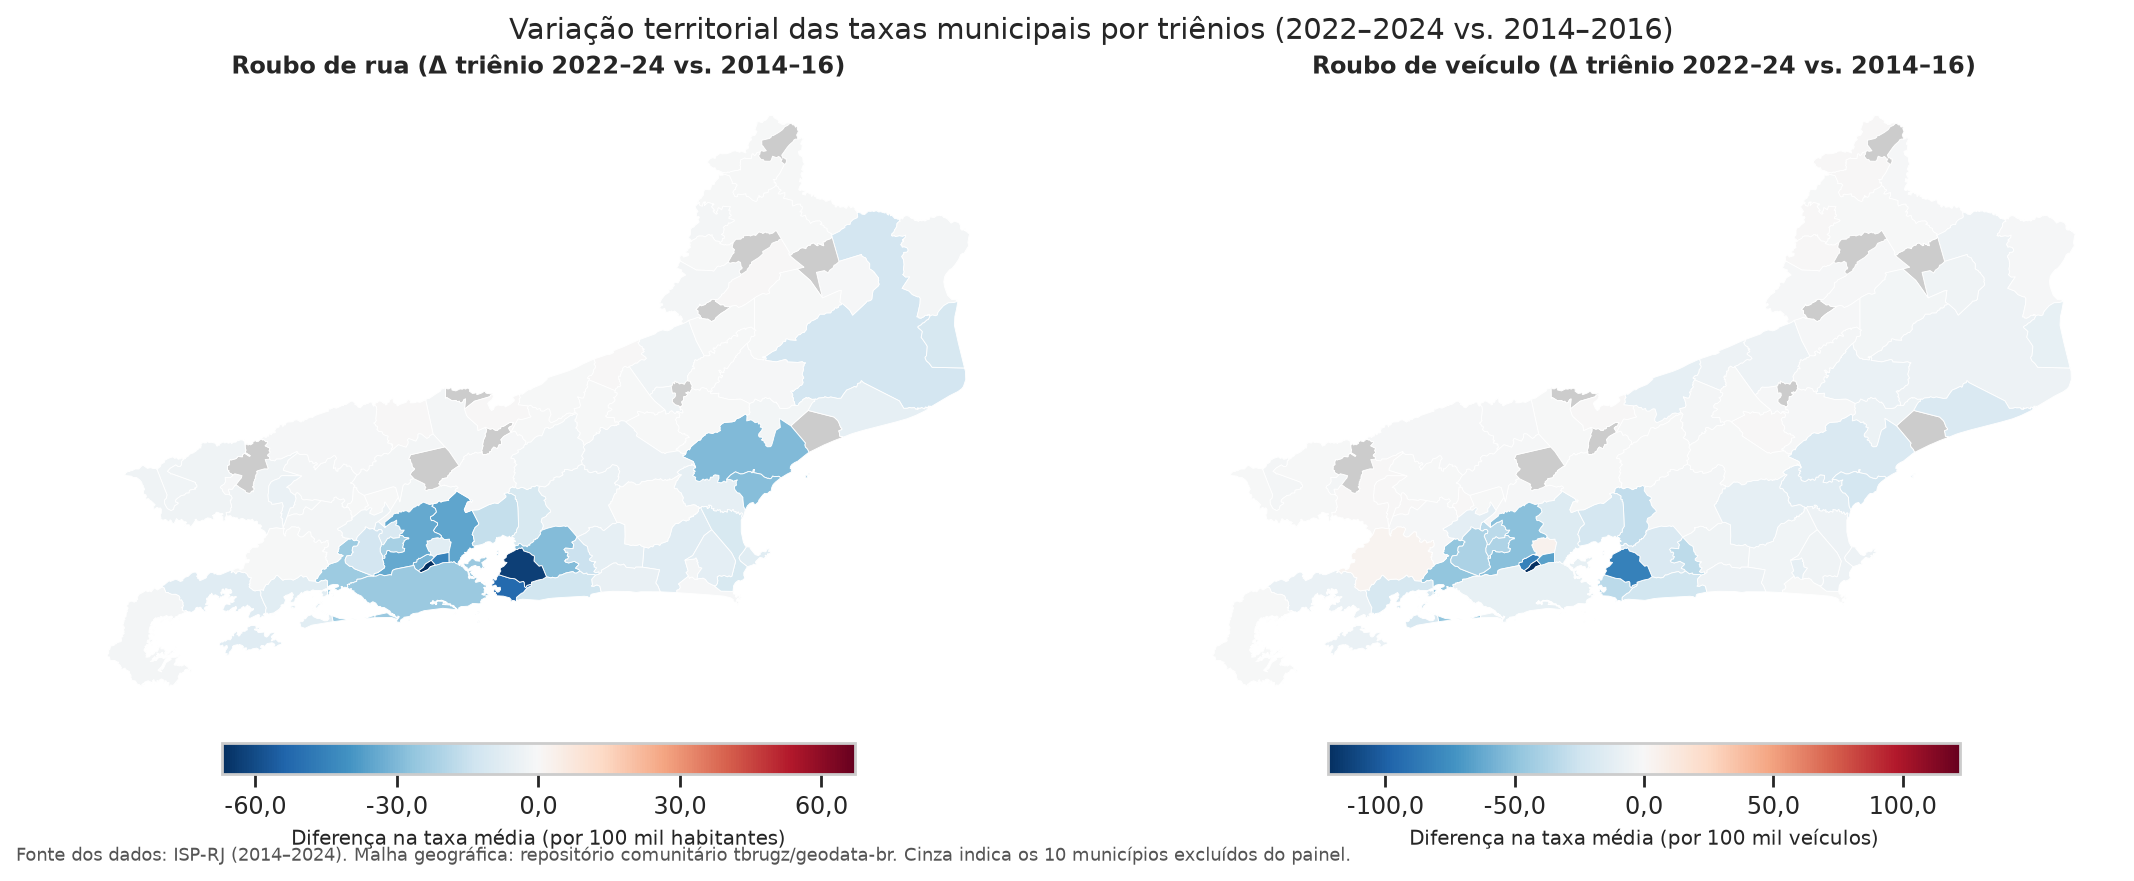 Variação territorial das taxas municipais por triênios (2022–2024 vs. 2014–2016)
Roubo de rua (Δ triênio 2022–24 vs. 2014–16)
Roubo de veículo (Δ triênio 2022–24 vs. 2014–16)
-60,0 -30,0 0,0 30,0 60,0
Diferença na taxa média (por 100 mil habitantes)
-100,0 -50,0 0,0 50,0 100,0
Diferença na taxa média (por 100 mil veículos)
Fonte dos dados: ISP-RJ (2014–2024). Malha geográfica: repositório comunitário tbrugz/geodata-br. Cinza indica os 10 municípios excluídos do painel.